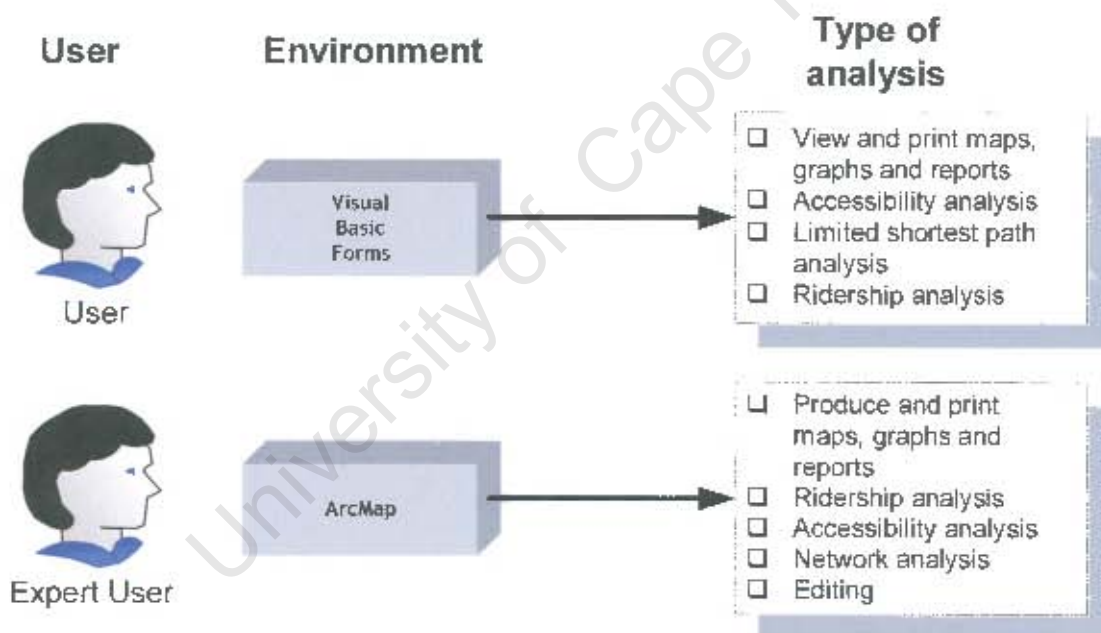 User
Environment
Type of
analysis
User
Visual
Basic
Forms
View and print maps,
graphs and reports
Accessibility analysis
Limited shortest path
analysis
Ridership analysis
Expert User
ArcMap
Produce and print
maps, graphs and
reports
Ridership analysis
Accessibility analysis
Network analysis
Editing
University of Cape